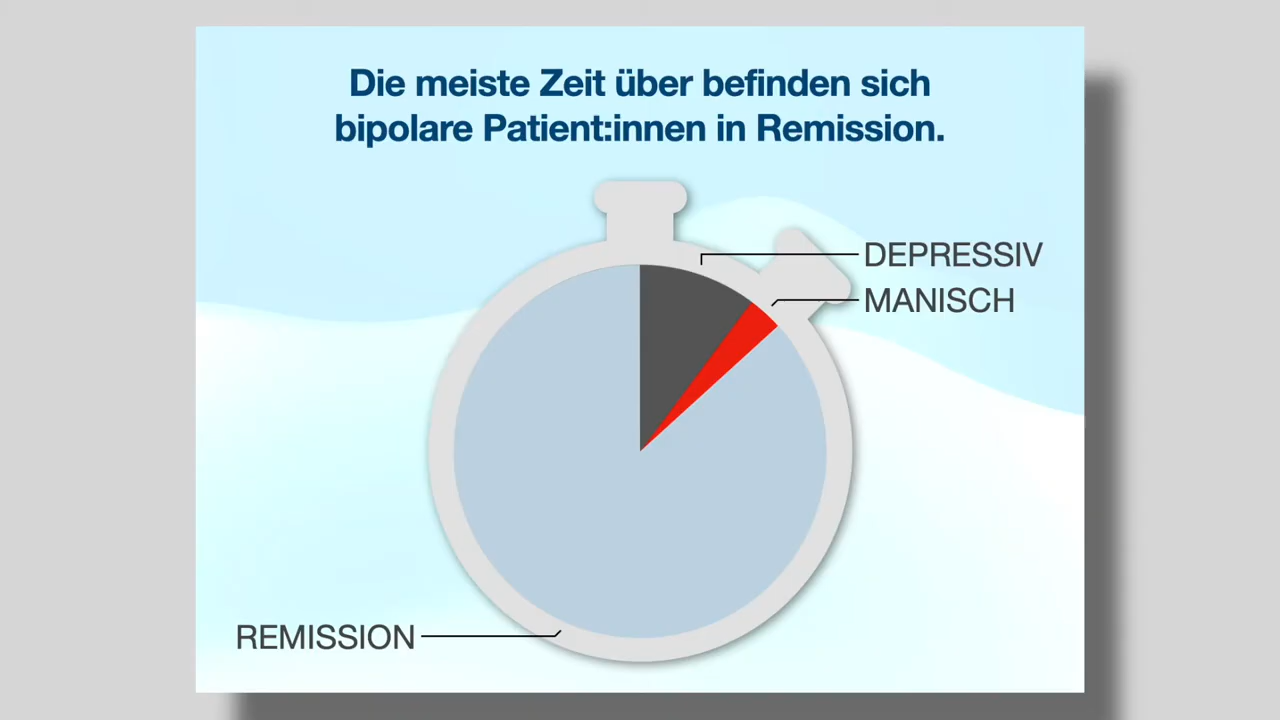 Die meiste Zeit über befinden sich
bipolare Patient:innen in Remission.
DEPRESSIV
MANISCH
REMISSION